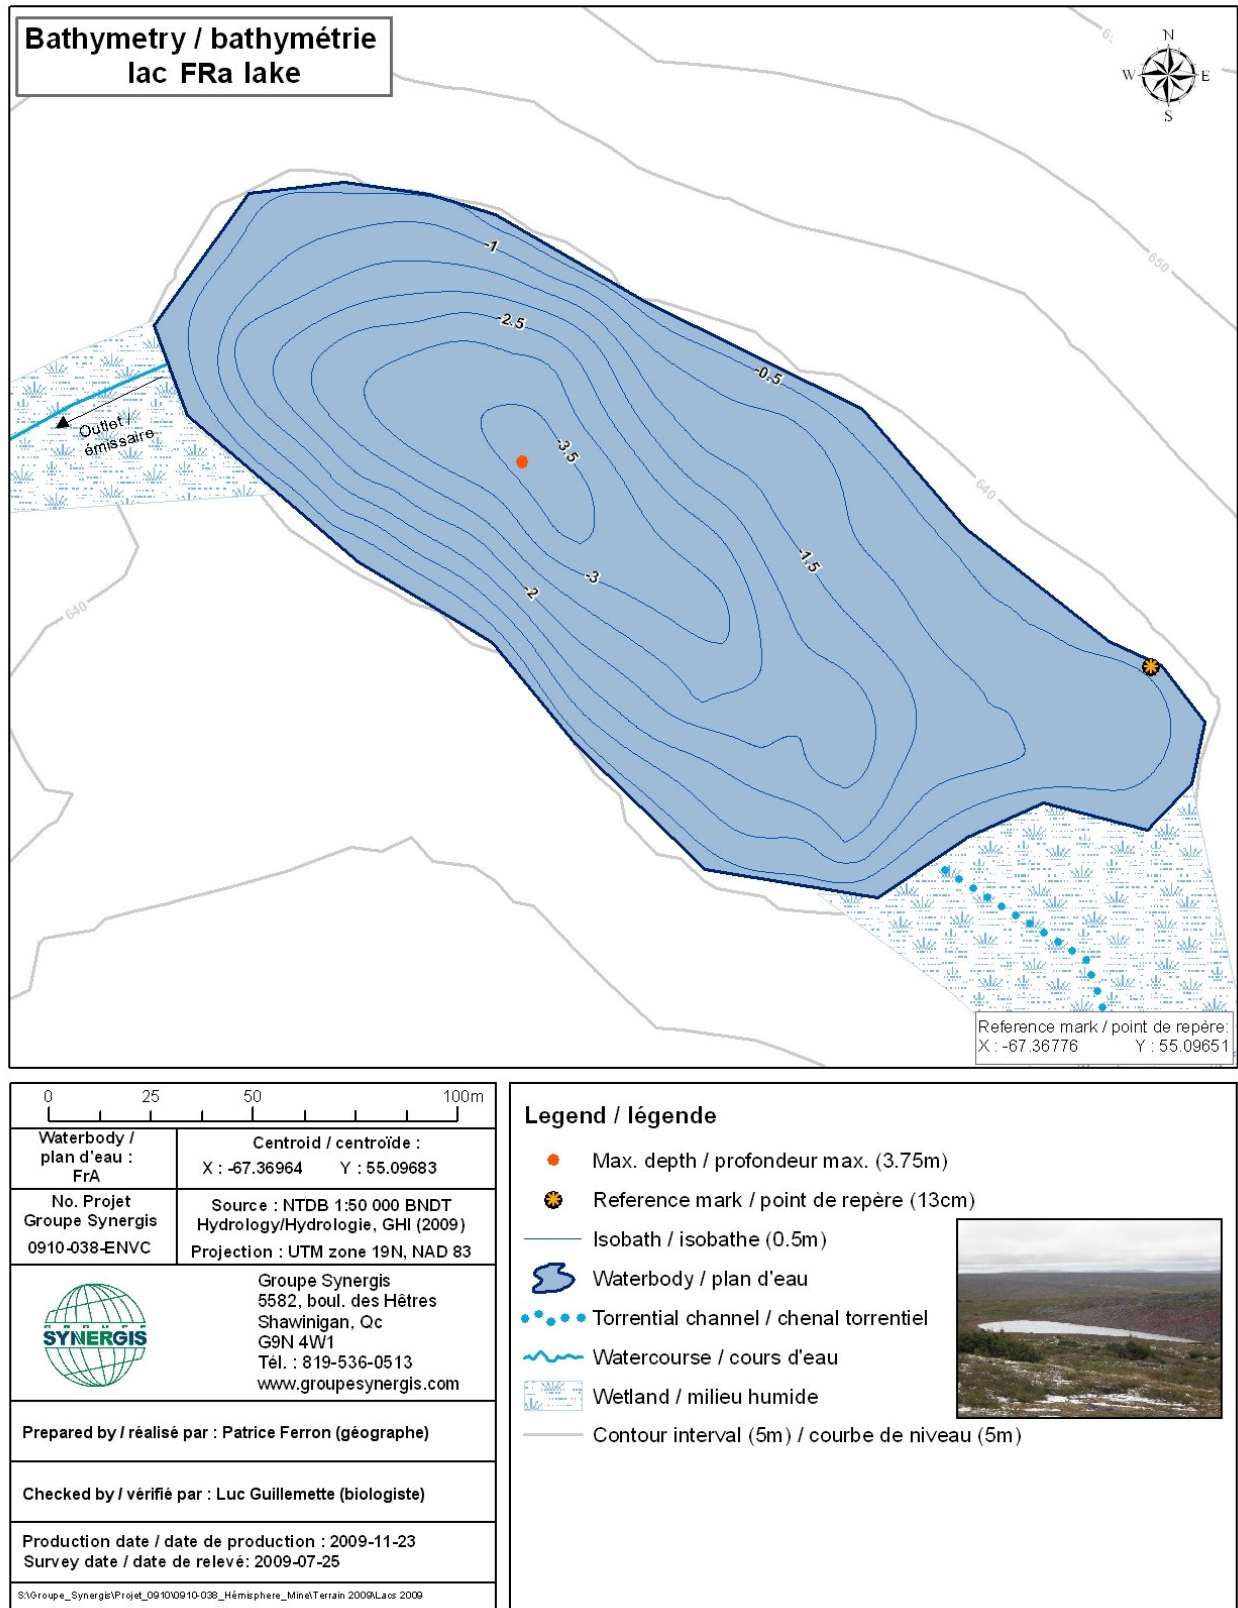 Bathymetry / bathymétrie
lac FRa lake
N
W E
S
650
-1
-2.5
-0.5
Outlet /
émissaire
-3.5
640
-1.5
-3
-2
640
Reference mark / point de repère:
X : -67.36776 Y : 55.09651
0 25 50 100m
Waterbody /
plan d'eau :
FrA
Centroid / centroïde :
X : -67.36964 Y : 55.09683
No. Projet
Groupe Synergis
0910-038-ENVC
Source : NTDB 1:50 000 BNDT
Hydrology/Hydrologie, GHI (2009)
Projection : UTM zone 19N, NAD 83
GROUPE
SYNERGIS
Groupe Synergis
5582, boul. des Hêtres
Shawinigan, Qc
G9N 4W1
Tél. : 819-536-0513
www.groupesynergis.com
Prepared by / réalisé par : Patrice Ferron (géographe)
Checked by / vérifié par : Luc Guillemette (biologiste)
Production date / date de production : 2009-11-23
Survey date / date de relevé: 2009-07-25
S:\Groupe_Synergis\Projet_0910\0910-038_Hémisphere_Mine\Terrain 2009\Lacs 2009
Legend / légende
Max. depth / profondeur max. (3.75m)
Reference mark / point de repère (13cm)
Isobath / isobathe (0.5m)
Waterbody / plan d'eau
Torrential channel / chenal torrentiel
Watercourse / cours d'eau
Wetland / milieu humide
Contour interval (5m) / courbe de niveau (5m)